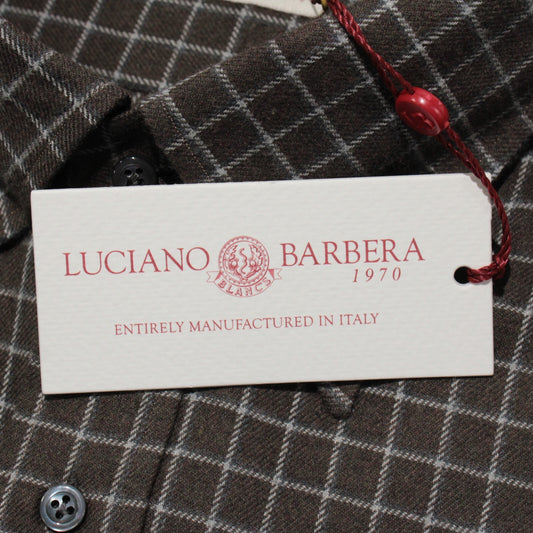 LUCIANO BARBERA
1970
BLANCS
ENTIRELY MANUFACTURED IN ITALY